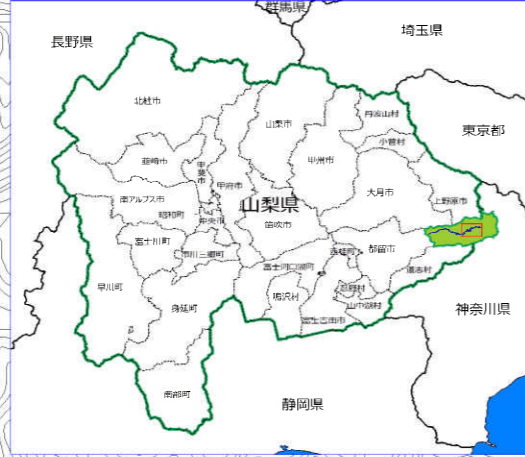 群馬県
埼玉県
長野県
北杜市
山梨市
丹波山村
小菅村
東京都
韮崎市
甲斐市
甲府市
甲州市
大月市
上野原市
南アルプス市
昭和町
中央市
山梨県
笛吹市
富士川町
市川三郷町
西桂町
都留市
富士河口湖町
道志村
早川町
鳴沢村
忍野村
身延町
山中湖村
富士吉田市
神奈川県
南部町
静岡県